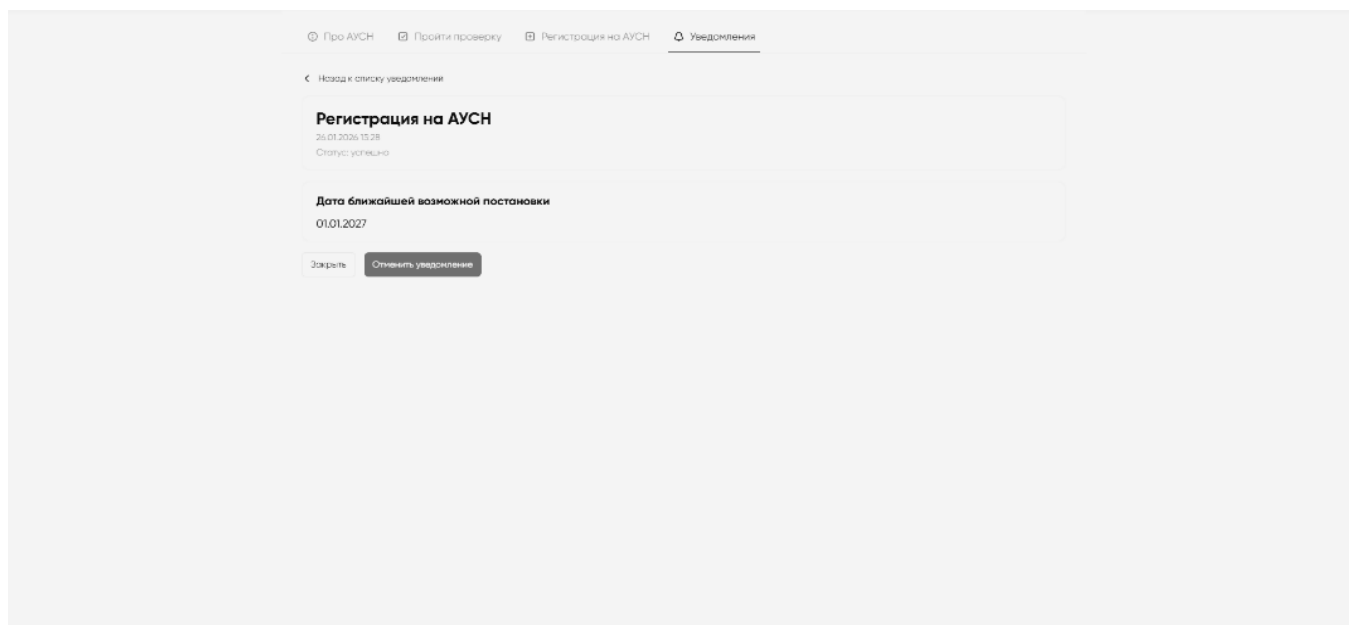 Про АУСН Пройти проверку Регистрация на АУСН Уведомления
Назад к списку уведомлений
Регистрация на АУСН
26.01.2026 13:28
Статус: успешно
Дата ближайшей возможной постановки
01.01.2027
Закрыть Отменить уведомление